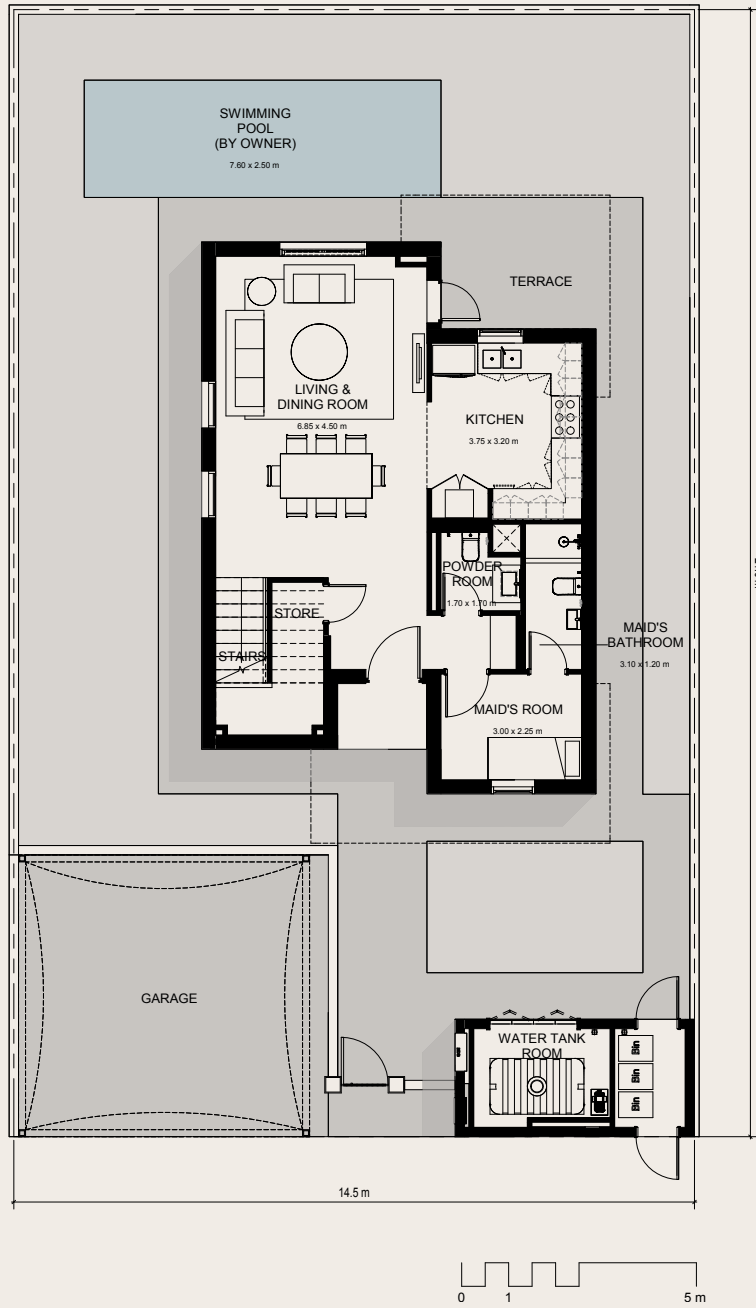 SWIMMING
POOL
(BY OWNER)
7.60 x 2.50 m
TERRACE
LIVING &
DINING ROOM
6.85 x 4.50 m
KITCHEN
3.75 x 3.20 m
POWDER
ROOM
1.70 x 1.70 m
STORE
STAIRS
MAID'S
BATHROOM
3.10 x 1.20 m
MAID'S ROOM
3.00 x 2.25 m
GARAGE
WATER TANK
ROOM
Bin
Bin
Bin
14.5 m
0 1 5 m